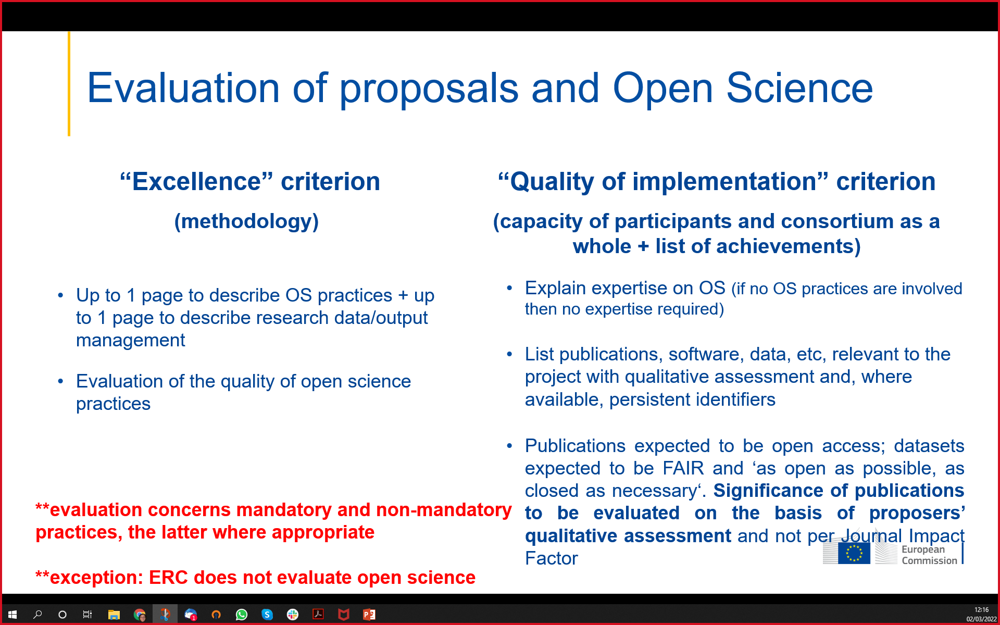 Evaluation of proposals and Open Science
“Excellence” criterion
(methodology)
• Up to 1 page to describe OS practices + up
to 1 page to describe research data/output
management
• Evaluation of the quality of open science
practices
**evaluation concerns mandatory and non-mandatory
practices, the latter where appropriate
**exception: ERC does not evaluate open science
“Quality of implementation” criterion
(capacity of participants and consortium as a
whole + list of achievements)
• Explain expertise on OS (if no OS practices are involved
then no expertise required)
• List publications, software, data, etc, relevant to the
project with qualitative assessment and, where
available, persistent identifiers
• Publications expected to be open access; datasets
expected to be FAIR and ‘as open as possible, as
closed as necessary‘. Significance of publications
to be evaluated on the basis of proposers’
qualitative assessment and not per Journal Impact
Factor
European
Commission
1
S
P
12:16
02/03/2022